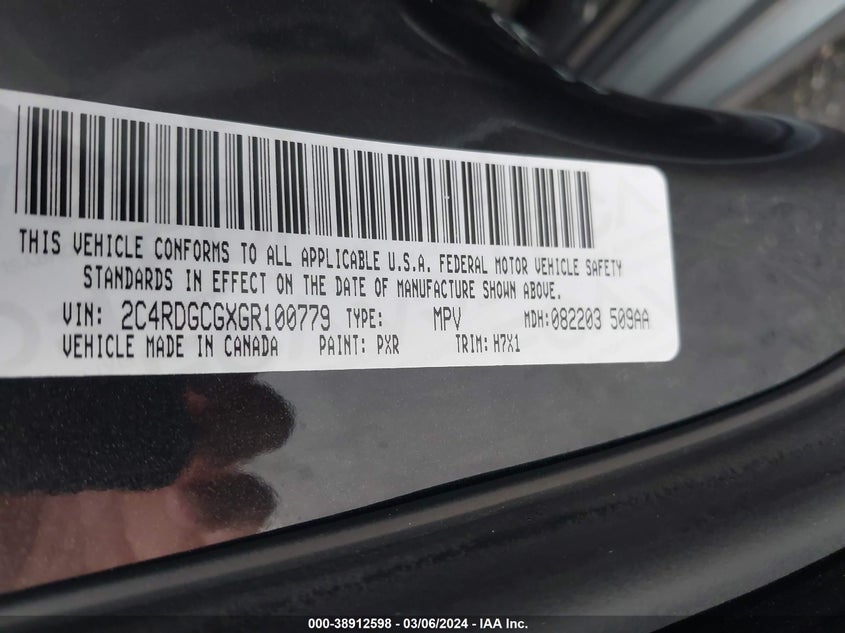 THIS VEHICLE CONFORMS TO ALL APPLICABLE U.S.A. FEDERAL MOTOR VEHICLE SAFETY
STANDARDS IN EFFECT ON THE DATE OF MANUFACTURE SHOWN ABOVE.
VIN: 2C4RDGCGXGR100779 TYPE: MPV MDH:082203 509AA
VEHICLE MADE IN CANADA PAINT: PXR TRIM: H7X1
000-38912598 - 03/06/2024 - IAA Inc.